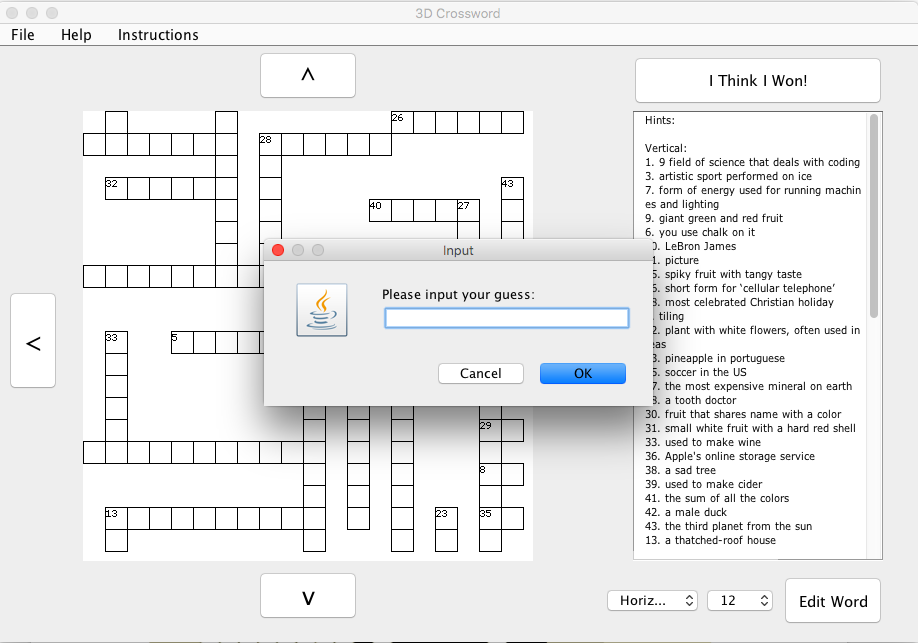 3D Crossword
File Help Instructions
^
I Think I Won!
26
28
32
43
40
27
33
5
29
8
13
23
35
<
v
Input
Please input your guess:
Cancel
OK
Hints:
Vertical:
1. 9 field of science that deals with coding
3. artistic sport performed on ice
7. form of energy used for running machin
es and lighting
9. giant green and red fruit
6. you use chalk on it
0. LeBron James
1. picture
5. spiky fruit with tangy taste
short form for ‘cellular telephone’
8. most celebrated Christian holiday
tiling
2. plant with white flowers, often used in
eas
3. pineapple in portuguese
5. soccer in the US
7. the most expensive mineral on earth
8. a tooth doctor
30. fruit that shares name with a color
31. small white fruit with a hard red shell
33. used to make wine
36. Apple's online storage service
38. a sad tree
39. used to make cider
41. the sum of all the colors
42. a male duck
43. the third planet from the sun
13. a thatched-roof house
Horiz...
12
Edit Word